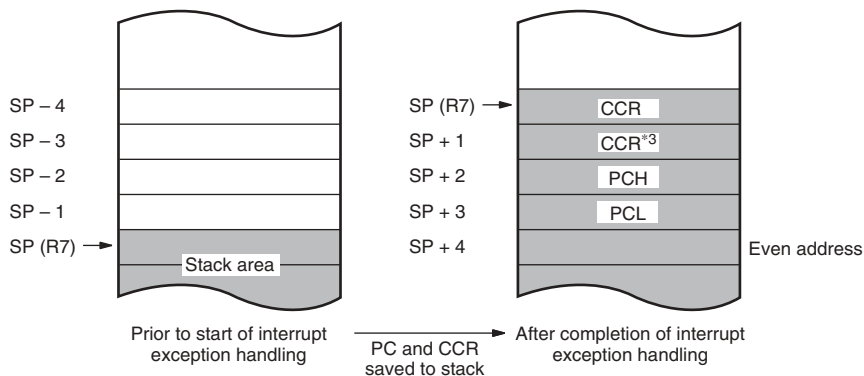 SP – 4
SP – 3
SP – 2
SP – 1
SP (R7)
Stack area
SP (R7)
SP + 1
SP + 2
SP + 3
SP + 4
CCR
CCR*3
PCH
PCL
Even address
Prior to start of interrupt
exception handling
PC and CCR
saved to stack
After completion of interrupt
exception handling